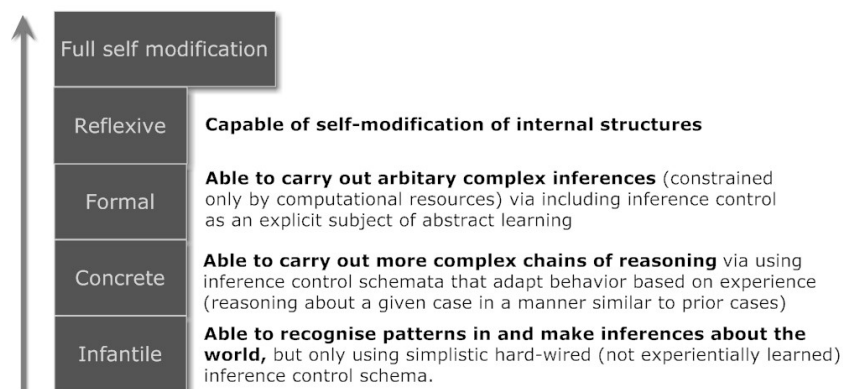 Full self modification
Reflexive
Capable of self-modification of internal structures
Formal
Able to carry out arbitary complex inferences (constrained
only by computational resources) via including inference control
as an explicit subject of abstract learning
Concrete
Able to carry out more complex chains of reasoning via using
inference control schemata that adapt behavior based on experience
(reasoning about a given case in a manner similar to prior cases)
Infantile
Able to recognise patterns in and make inferences about the
world, but only using simplistic hard-wired (not experientially learned)
inference control schema.